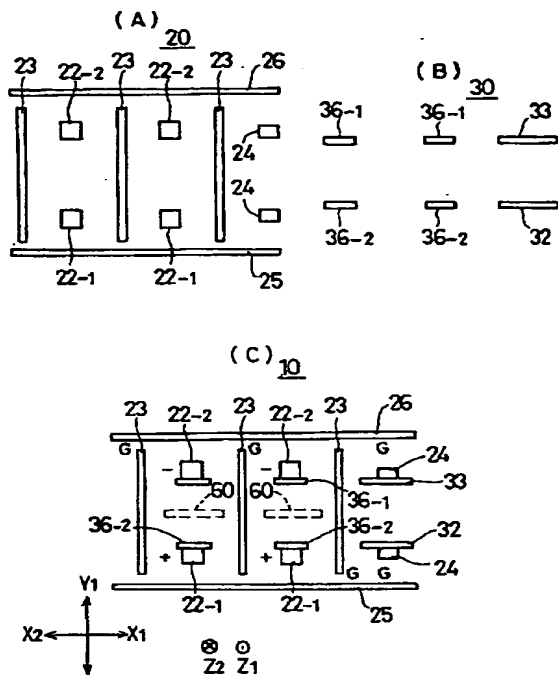 (A)
20
23 22-2 23 22-2 23 26
24
24
22-1 22-1 25
(B)
30
36-1 36-1 33
36-2 36-2 32
(C)
10
23 22-2 23 22-2 23 26
G G G
- - 24
60 60 33
36-1
36-2 36-2 32
+ + 24
G G
22-1 22-1 25
Y1
X2 X1
Z2 Z1